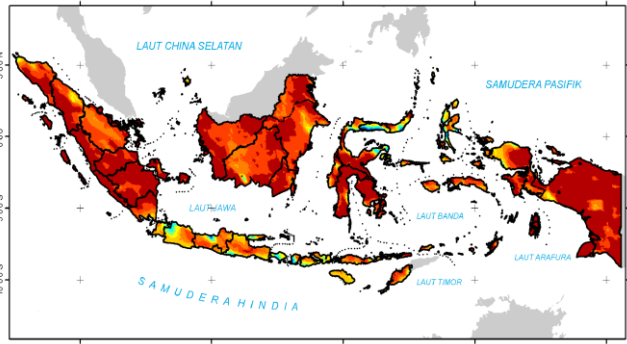 LAUT CHINA SELATAN
SAMUDERA PASIFIK
LAUT JAWA
LAUT BANDA
LAUT ARAFURA
LAUT TIMOR
SAMUDERA HINDIA